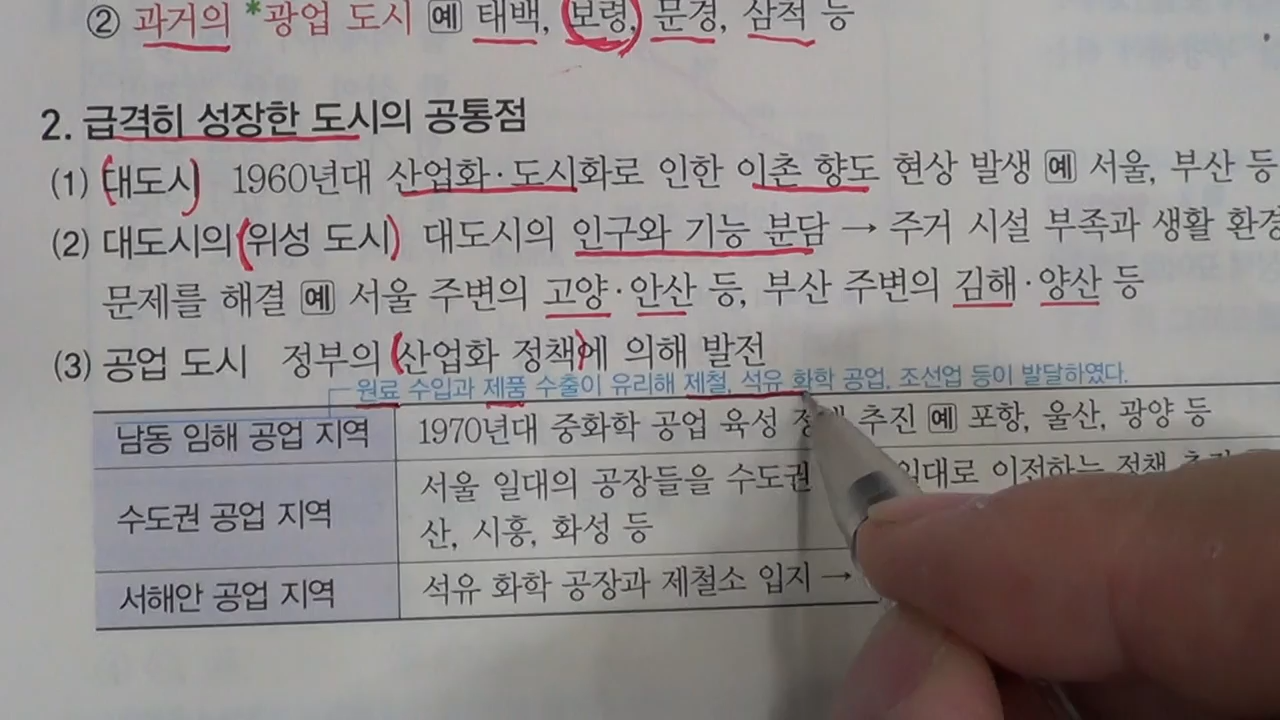 ② 과거의 *광업 도시 예 태백, 보령, 문경, 삼척 등
2. 급격히 성장한 도시의 공통점
(1) 대도시 1960년대 산업화·도시화로 인한 이촌 향도 현상 발생 예 서울, 부산 등
(2) 대도시의 위성 도시 대도시의 인구와 기능 분담 → 주거 시설 부족과 생활 환경
문제를 해결 예 서울 주변의 고양·안산 등, 부산 주변의 김해·양산 등
(3) 공업 도시 정부의 산업화 정책에 의해 발전
원료 수입과 제품 수출이 유리해 제철, 석유 화학 공업, 조선업 등이 발달하였다.
남동 임해 공업 지역 1970년대 중화학 공업 육성 추진 예 포항, 울산, 광양 등
수도권 공업 지역 서울 일대의 공장들을 수도권 일대로 이전하는 정책
산, 시흥, 화성 등
서해안 공업 지역 석유 화학 공장과 제철소 입지 →